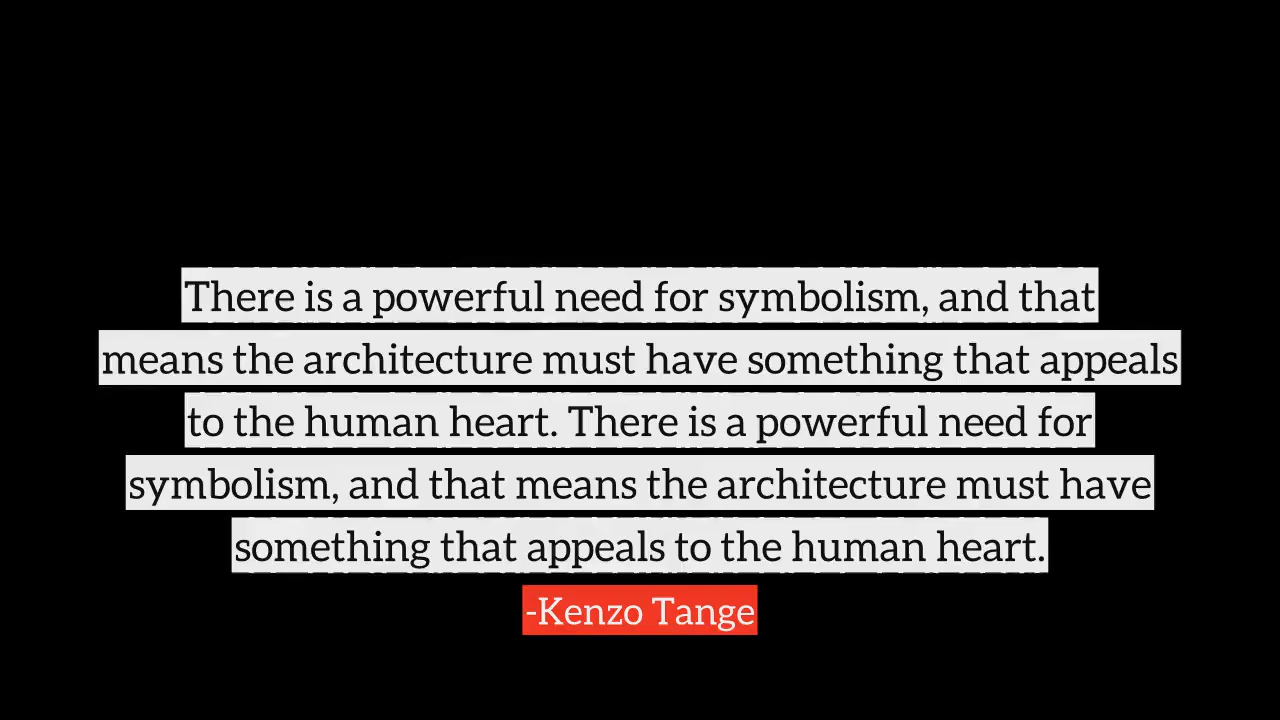 There is a powerful need for symbolism, and that
means the architecture must have something that appeals
to the human heart. There is a powerful need for
symbolism, and that means the architecture must have
something that appeals to the human heart.
-Kenzo Tange